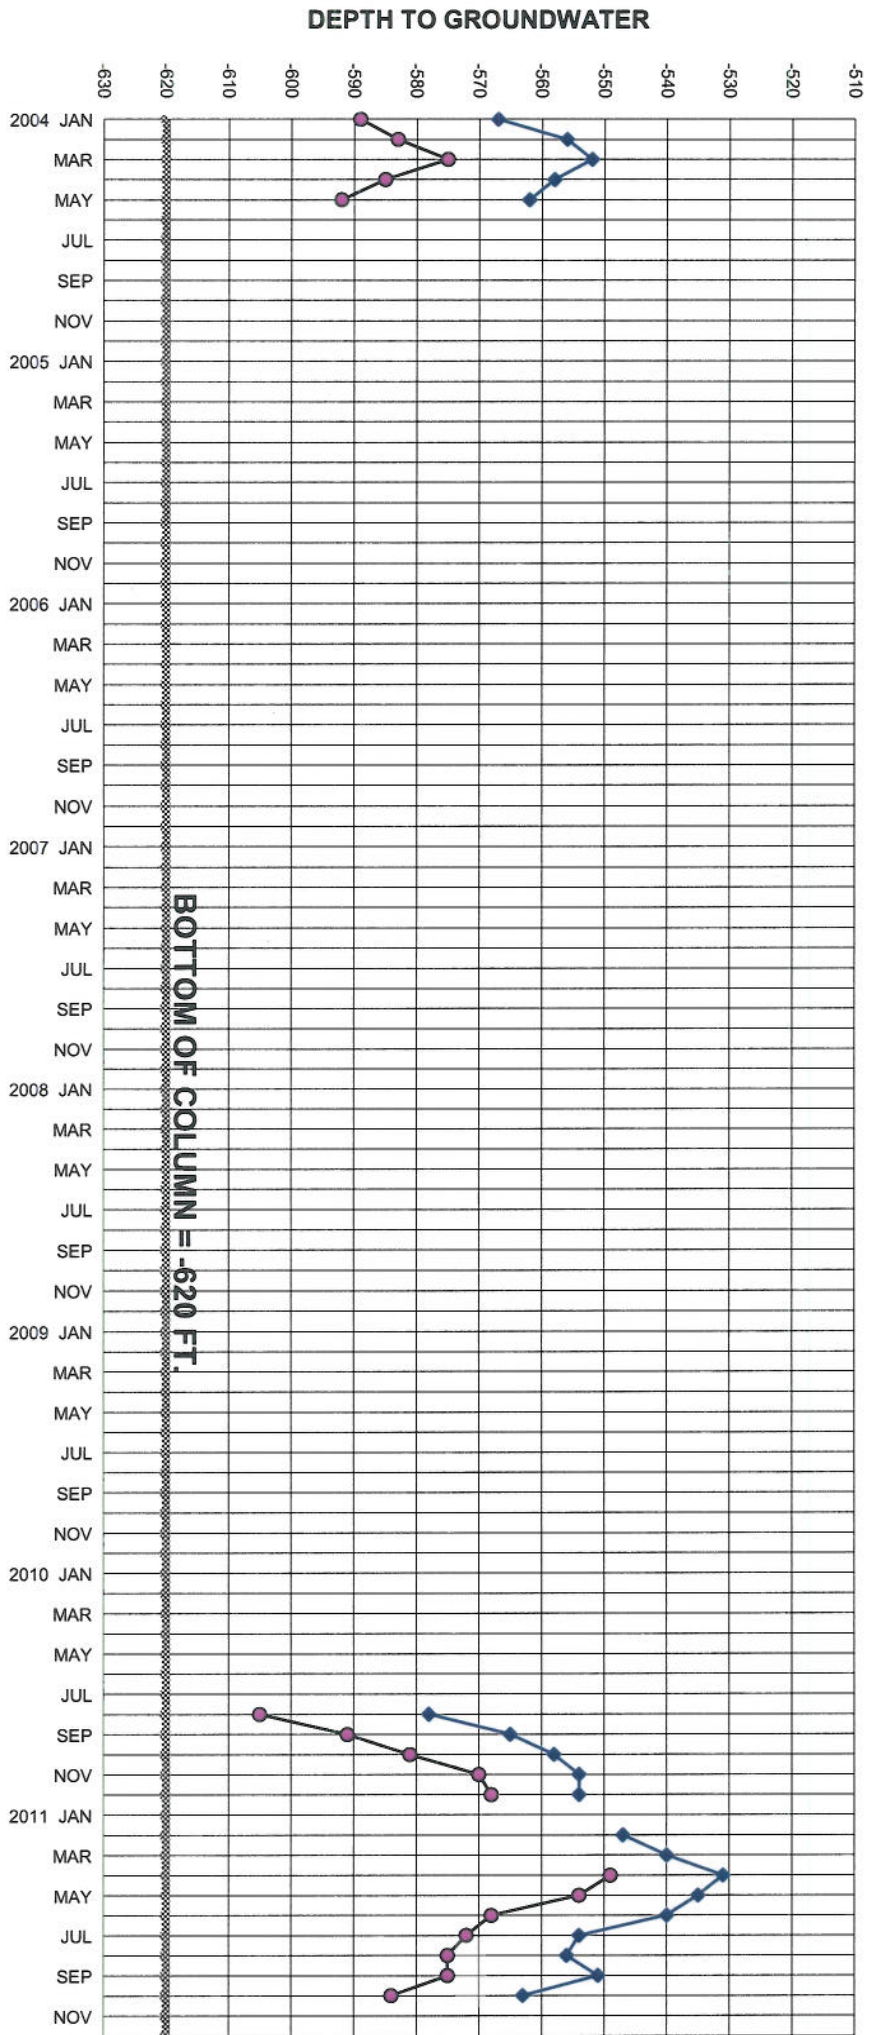 DEPTH TO GROUNDWATER
-630 -620 -610 -600 -590 -580 -570 -560 -550 -540 -530 -520 -510
2004 JAN
MAR
MAY
JUL
SEP
NOV
2005 JAN
MAR
MAY
JUL
SEP
NOV
2006 JAN
MAR
MAY
JUL
SEP
NOV
2007 JAN
MAR
MAY
JUL
SEP
NOV
2008 JAN
MAR
MAY
JUL
SEP
NOV
2009 JAN
MAR
MAY
JUL
SEP
NOV
2010 JAN
MAR
MAY
JUL
SEP
NOV
2011 JAN
MAR
MAY
JUL
SEP
NOV
BOTTOM OF COLUMN = -620 FT.